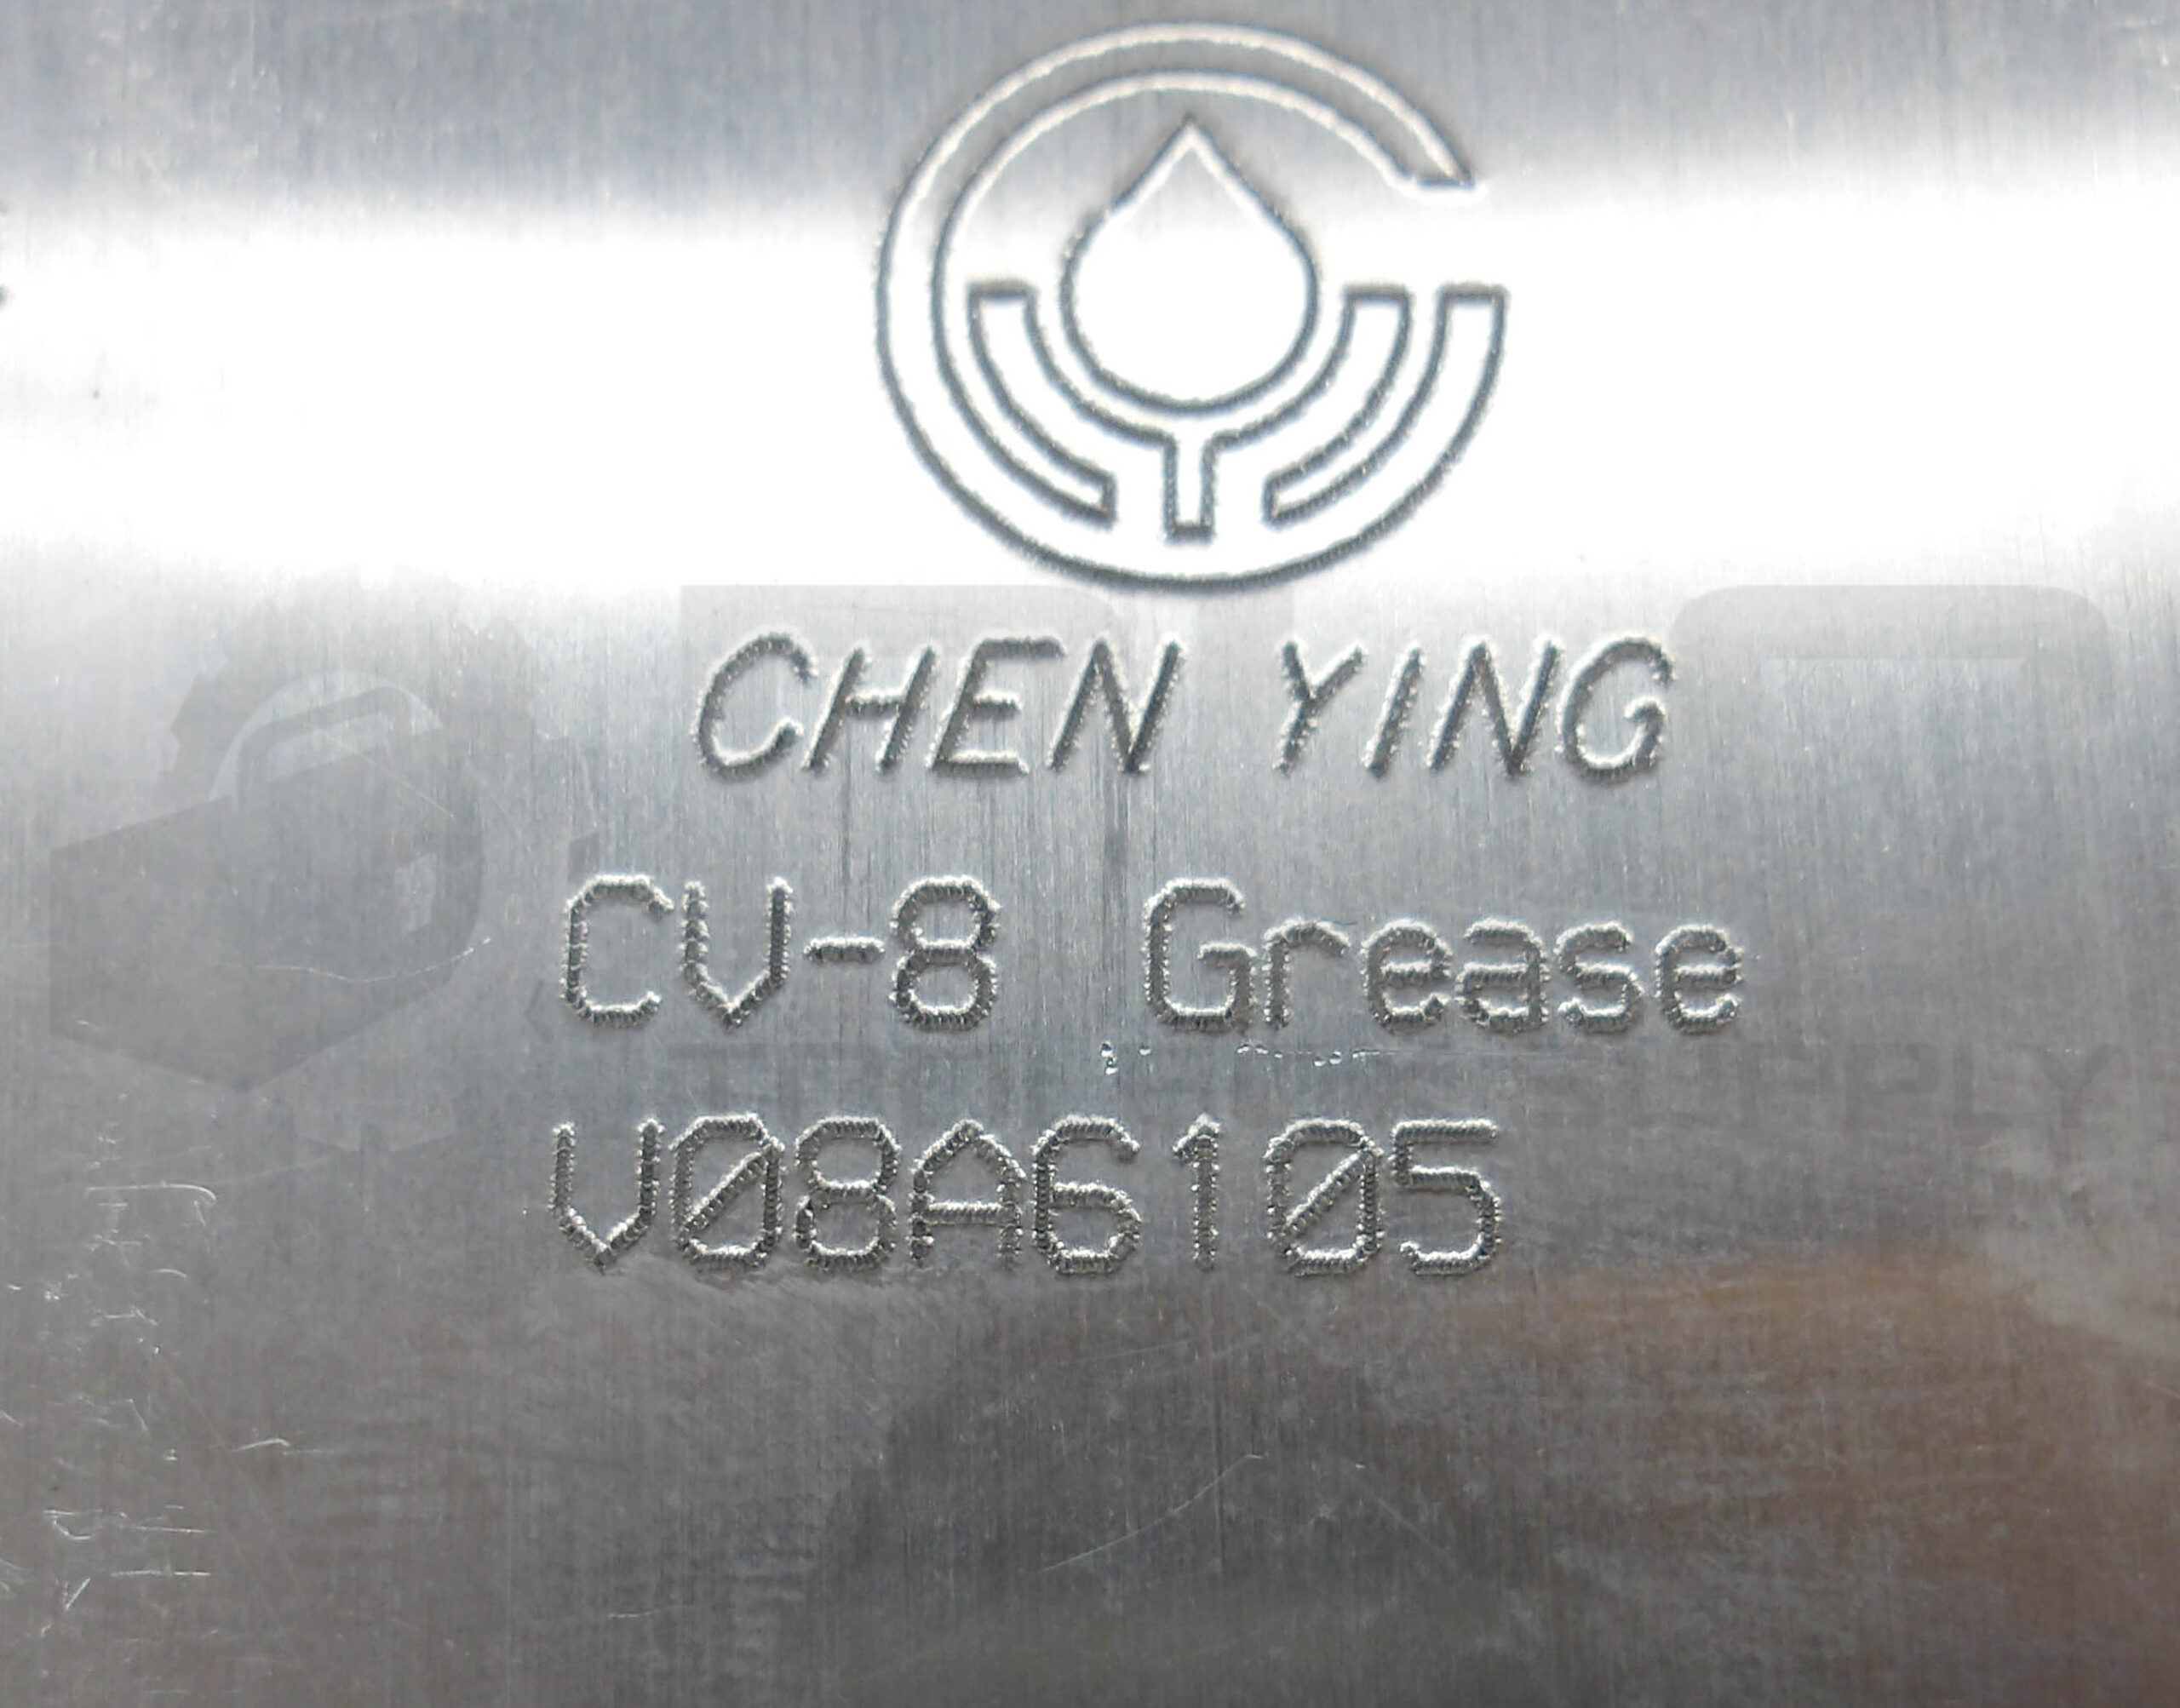 CHEN YING
CV-8 Grease
V08A6105